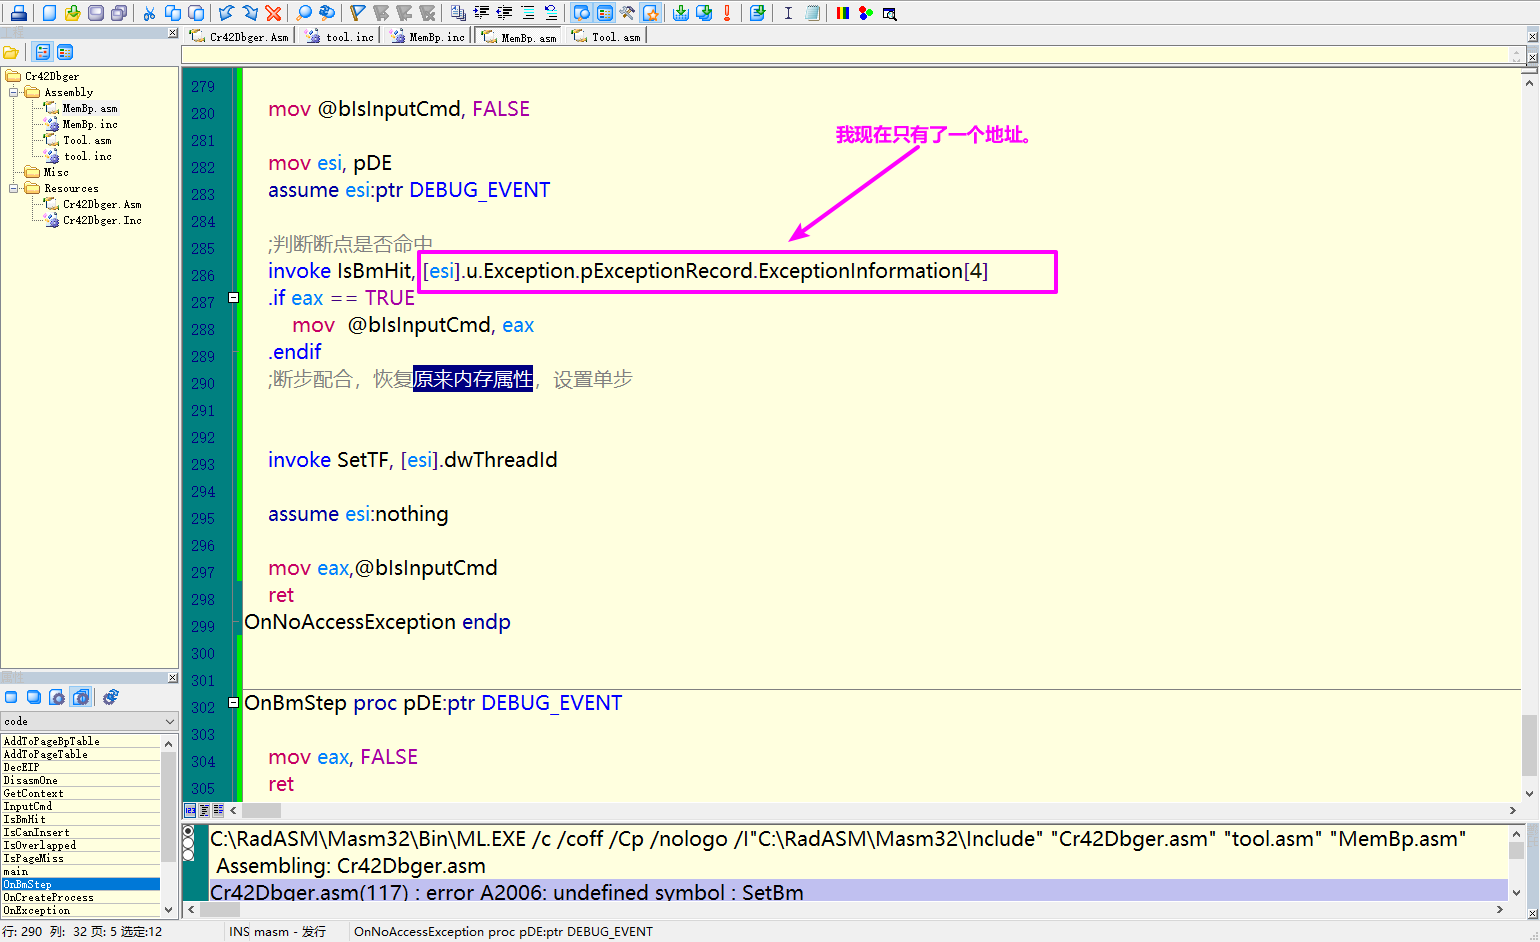 Cr42Dbger.Asm
tool.inc
MemBp.inc
MemBp.asm
Tool.asm
Cr42Dbger
Assembly
MemBp.asm
MemBp.inc
Tool.asm
tool.inc
Misc
Resources
Cr42Dbger.Asm
Cr42Dbger.Inc
code
AddToPageBpTable
AddToPageTable
DecEIP
DisasmOne
GetContext
InputCmd
IsBmHit
IsCanInsert
IsOverlapped
IsPageMiss
main
OnBmStep
OnCreateProcess
OnException
我现在只有了一个地址。
279
280 mov @bIsInputCmd, FALSE
281
282 mov esi, pDE
283 assume esi:ptr DEBUG_EVENT
284
285 ;判断断点是否命中
286 invoke IsBmHit, [esi].u.Exception.pExceptionRecord.ExceptionInformation[4]
287 .if eax == TRUE
288 mov @bIsInputCmd, eax
289 .endif
290 ;断步配合，恢复原来内存属性，设置单步
291
292
293 invoke SetTF, [esi].dwThreadId
294
295 assume esi:nothing
296
297 mov eax,@bIsInputCmd
298 ret
299 OnNoAccessException endp
300
301
302 OnBmStep proc pDE:ptr DEBUG_EVENT
303
304 mov eax, FALSE
305 ret
C:\RadASM\Masm32\Bin\ML.EXE /c /coff /Cp /nologo /I"C:\RadASM\Masm32\Include" "Cr42Dbger.asm" "tool.asm" "MemBp.asm"
Assembling: Cr42Dbger.asm
Cr42Dbger.asm(117) : error A2006: undefined symbol : SetBm
行: 290 列: 32 页: 5 选定:12
INS masm - 发行
OnNoAccessException proc pDE:ptr DEBUG_EVENT